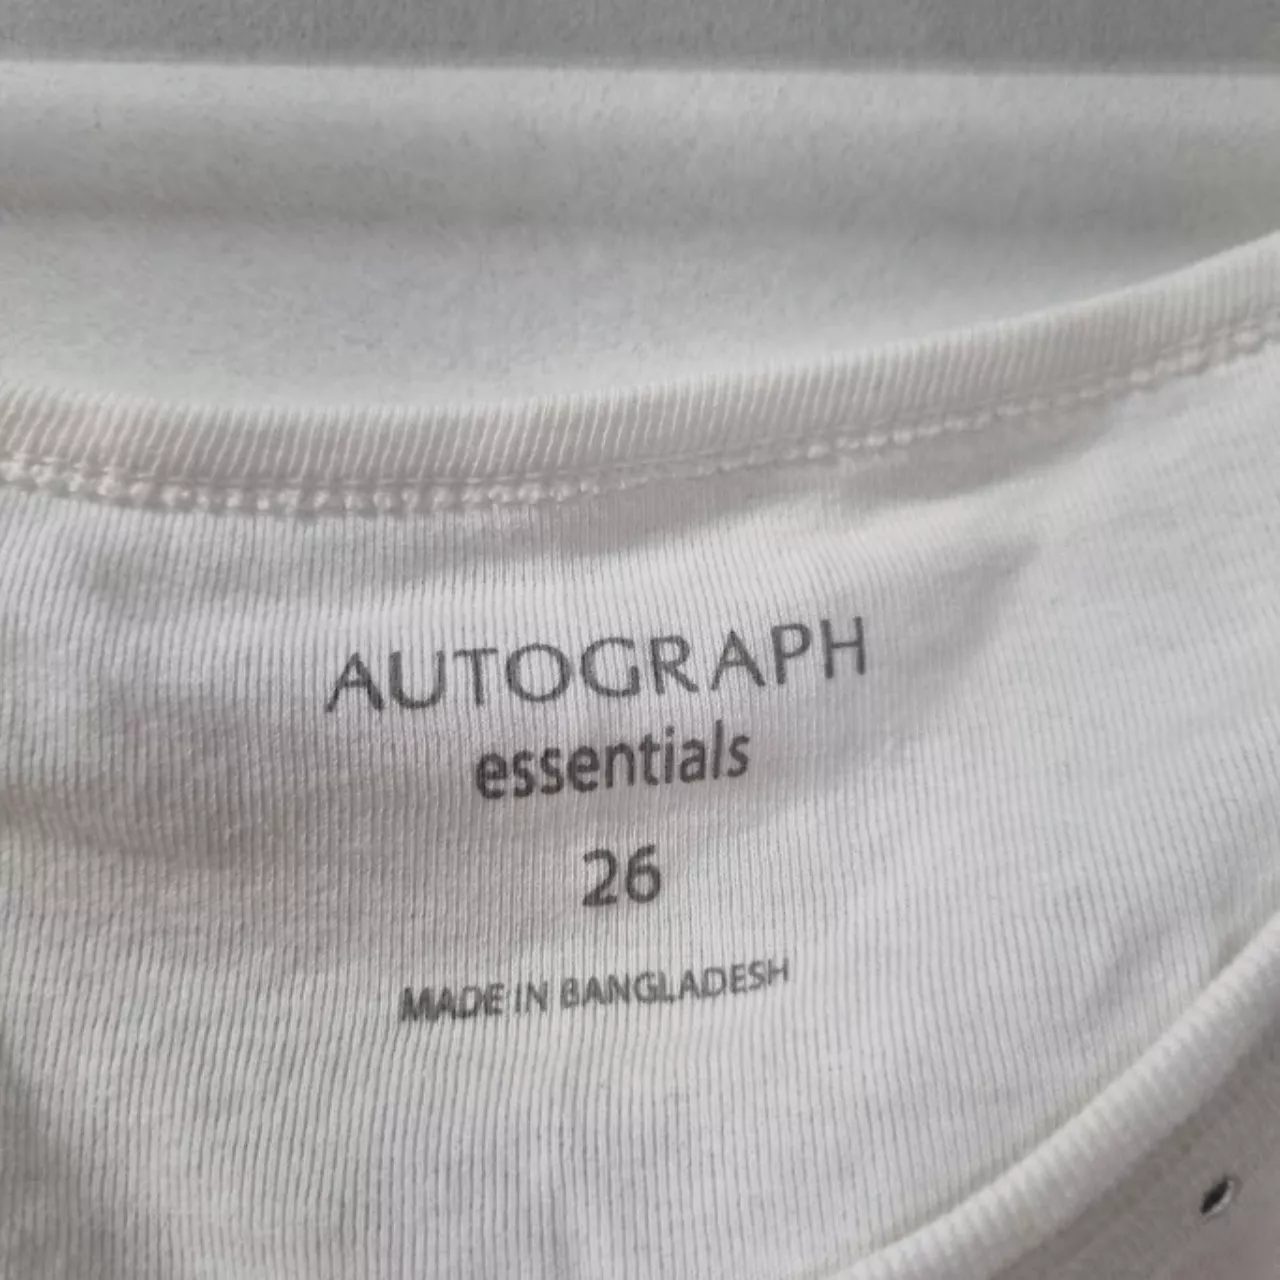 AUTOGRAPH
essentials
26
MADE IN BANGLADESH